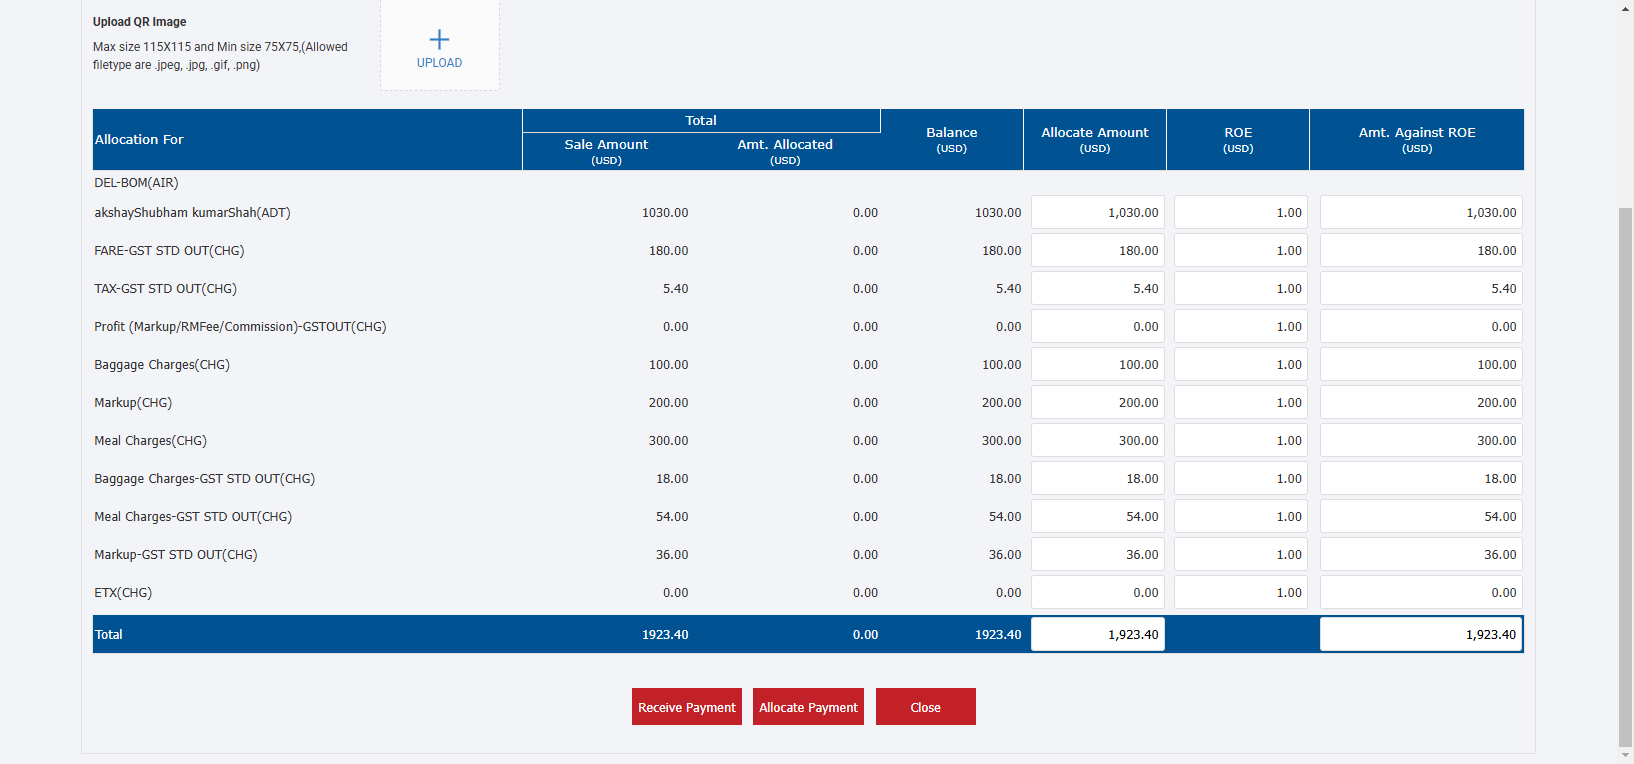 Upload QR Image
Max size 115X115 and Min size 75X75,(Allowed
filetype are .jpeg, .jpg, .gif, .png)
UPLOAD
Allocation For Total Balance (USD) Allocate Amount (USD) ROE (USD) Amt. Against ROE (USD)
Sale Amount (USD) Amt. Allocated (USD)
DEL-BOM(AIR)
akshayShubham kumarShah(ADT) 1030.00 0.00 1030.00 1,030.00 1.00 1,030.00
FARE-GST STD OUT(CHG) 180.00 0.00 180.00 180.00 1.00 180.00
TAX-GST STD OUT(CHG) 5.40 0.00 5.40 5.40 1.00 5.40
Profit (Markup/RMFee/Commission)-GSTOUT(CHG) 0.00 0.00 0.00 0.00 1.00 0.00
Baggage Charges(CHG) 100.00 0.00 100.00 100.00 1.00 100.00
Markup(CHG) 200.00 0.00 200.00 200.00 1.00 200.00
Meal Charges(CHG) 300.00 0.00 300.00 300.00 1.00 300.00
Baggage Charges-GST STD OUT(CHG) 18.00 0.00 18.00 18.00 1.00 18.00
Meal Charges-GST STD OUT(CHG) 54.00 0.00 54.00 54.00 1.00 54.00
Markup-GST STD OUT(CHG) 36.00 0.00 36.00 36.00 1.00 36.00
ETX(CHG) 0.00 0.00 0.00 0.00 1.00 0.00
Total 1923.40 0.00 1923.40 1,923.40 1,923.40
Receive Payment Allocate Payment Close